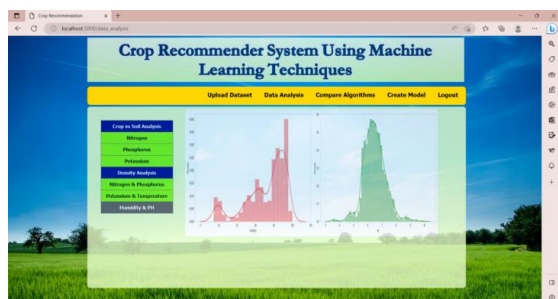 Crop Recommendation
localhost:5000/data_analysis
Crop Recommender System Using Machine
Learning Techniques
Upload Dataset Data Analysis Compare Algorithms Create Model Logout
Crop vs Soil Analysis
Nitrogen
Phosphorus
Potassium
Density Analysis
Nitrogen & Phosphorus
Potassium & Temperature
Humidity & PH